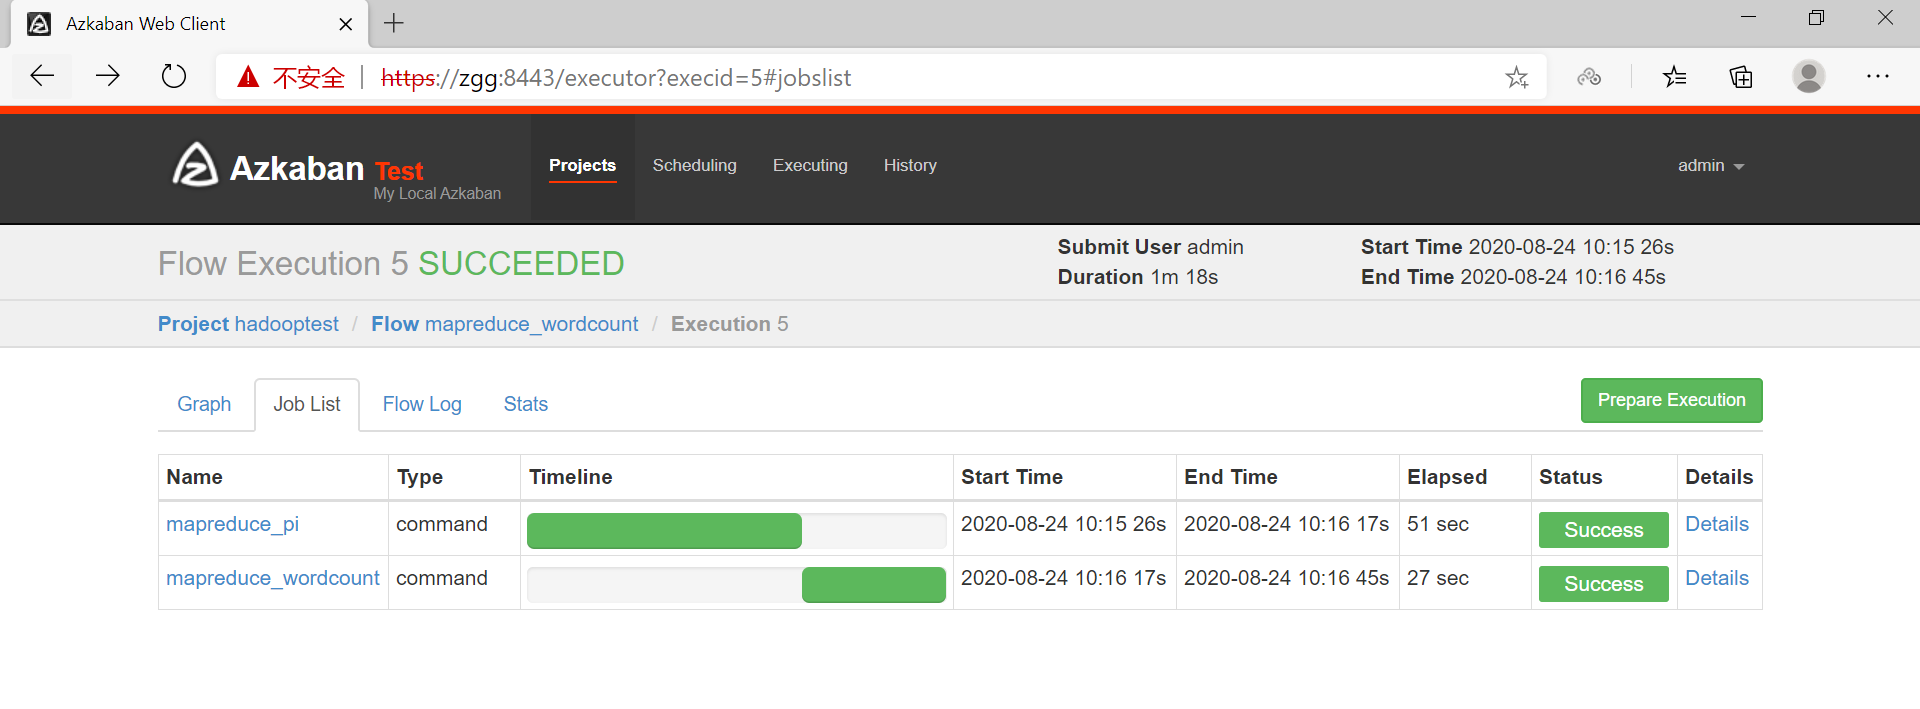 Azkaban Web Client
不安全 https://zgg:8443/executor?execid=5#jobslist
Azkaban Test
My Local Azkaban
Projects Scheduling Executing History admin
Flow Execution 5 SUCCEEDED
Submit User admin
Duration 1m 18s
Start Time 2020-08-24 10:15 26s
End Time 2020-08-24 10:16 45s
Project hadooptest / Flow mapreduce_wordcount / Execution 5
Graph Job List Flow Log Stats Prepare Execution
Name Type Timeline Start Time End Time Elapsed Status Details
mapreduce_pi command 2020-08-24 10:15 26s 2020-08-24 10:16 17s 51 sec Success Details
mapreduce_wordcount command 2020-08-24 10:16 17s 2020-08-24 10:16 45s 27 sec Success Details